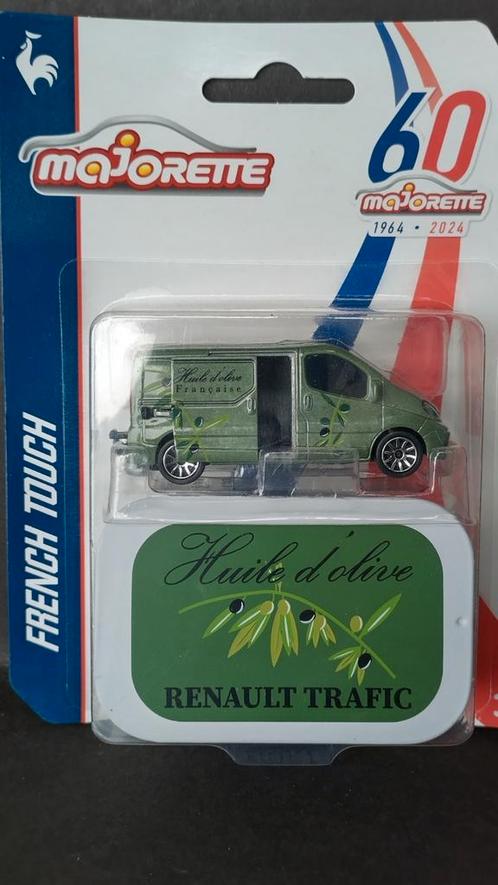 MAJORETTE
60
MAJORETTE
1964 • 2024
FRENCH TOUCH
Huile d'olive
Française
Huile d'olive
RENAULT TRAFIC